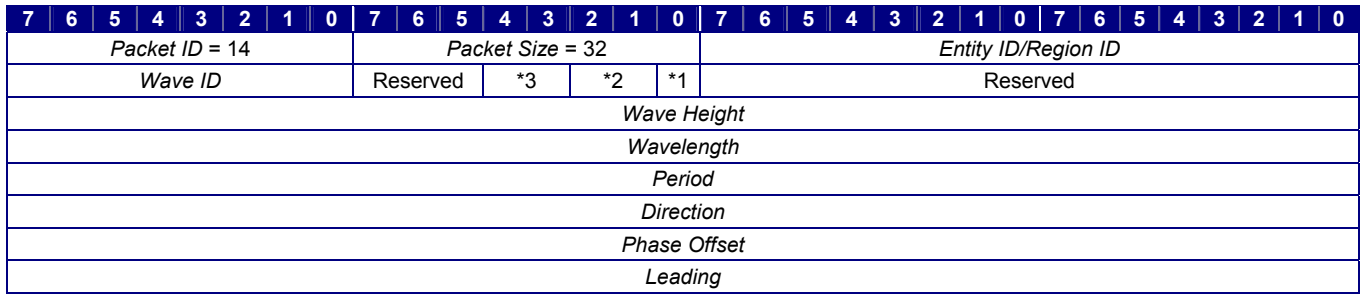 7 6 5 4 3 2 1 0 7 6 5 4 3 2 1 0 7 6 5 4 3 2 1 0 7 6 5 4 3 2 1 0
Packet ID = 14 Packet Size = 32 Entity ID/Region ID
Wave ID Reserved *3 *2 *1 Reserved
Wave Height
Wavelength
Period
Direction
Phase Offset
Leading